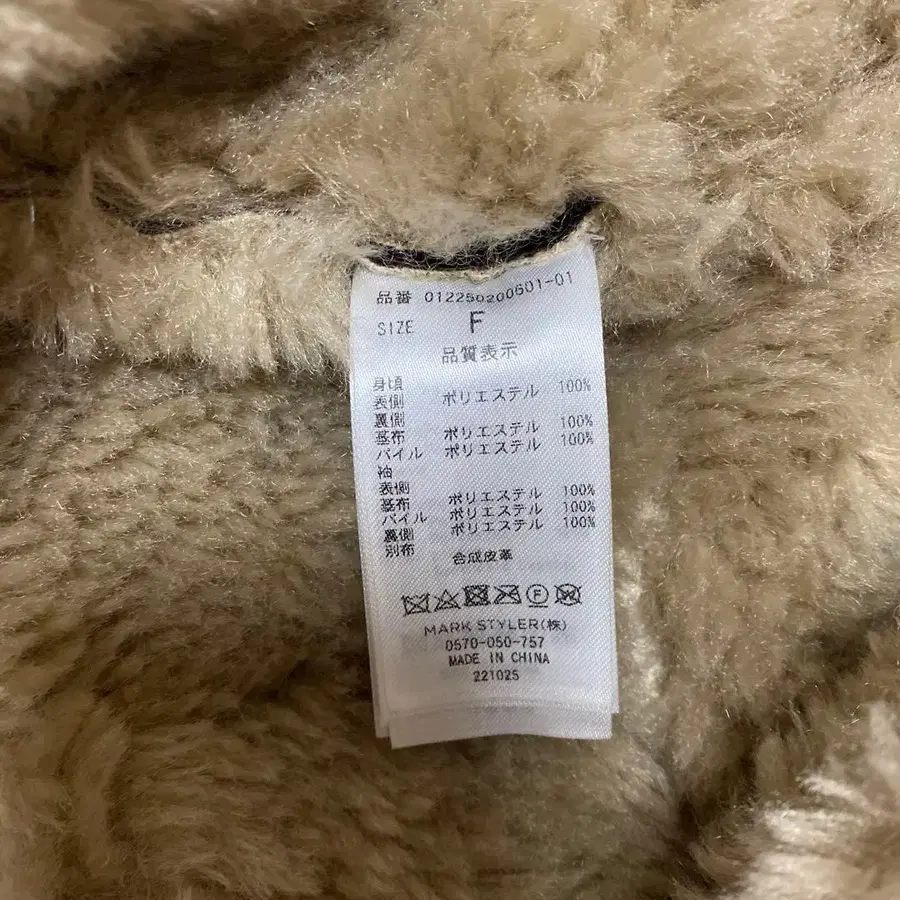 品番 012250200601-01
SIZE F
品質表示
身頃
表側 ポリエステル 100%
裏側
基布 ポリエステル 100%
パイル ポリエステル 100%
袖
表側
基布 ポリエステル 100%
パイル ポリエステル 100%
裏側 ポリエステル 100%
別布 合成皮革
MARK STYLER(株)
0570-050-757
MADE IN CHINA
221025